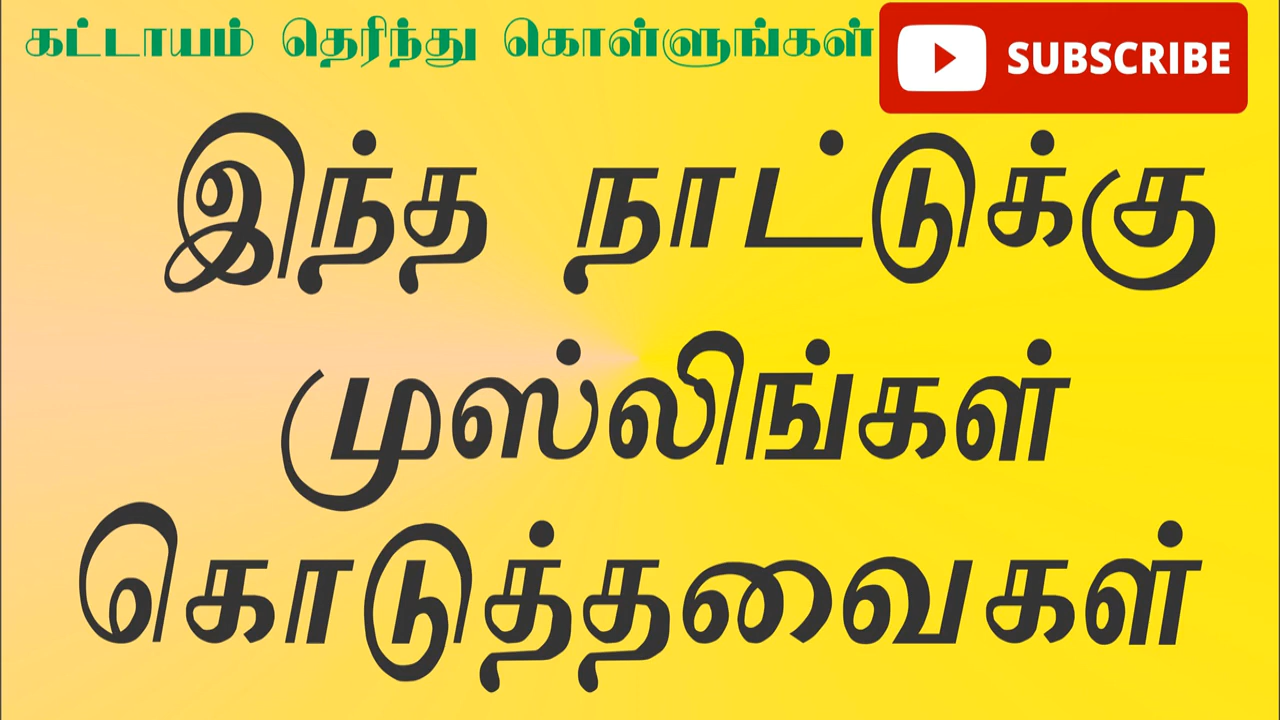 கட்டாயம் தெரிந்து கொள்ளுங்கள்
SUBSCRIBE
இந்த நாட்டுக்கு
முஸ்லிங்கள்
கொடுத்தவைகள்